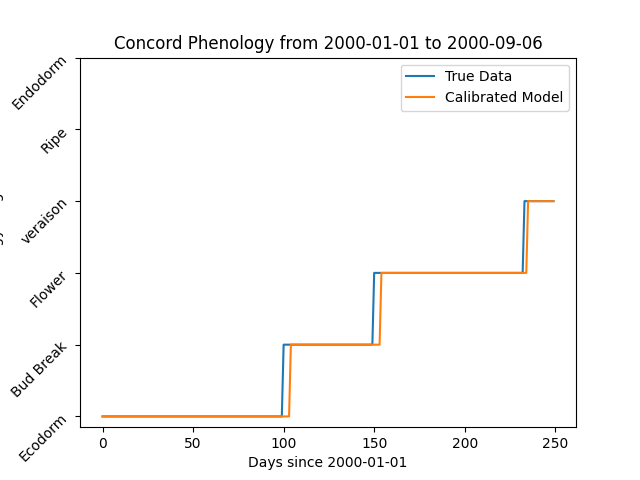 Concord Phenology from 2000-01-01 to 2000-09-06
True Data
Calibrated Model
Endodorm
Ripe
veraison
Flower
Bud Break
Ecodorm
0 50 100 150 200 250
Days since 2000-01-01